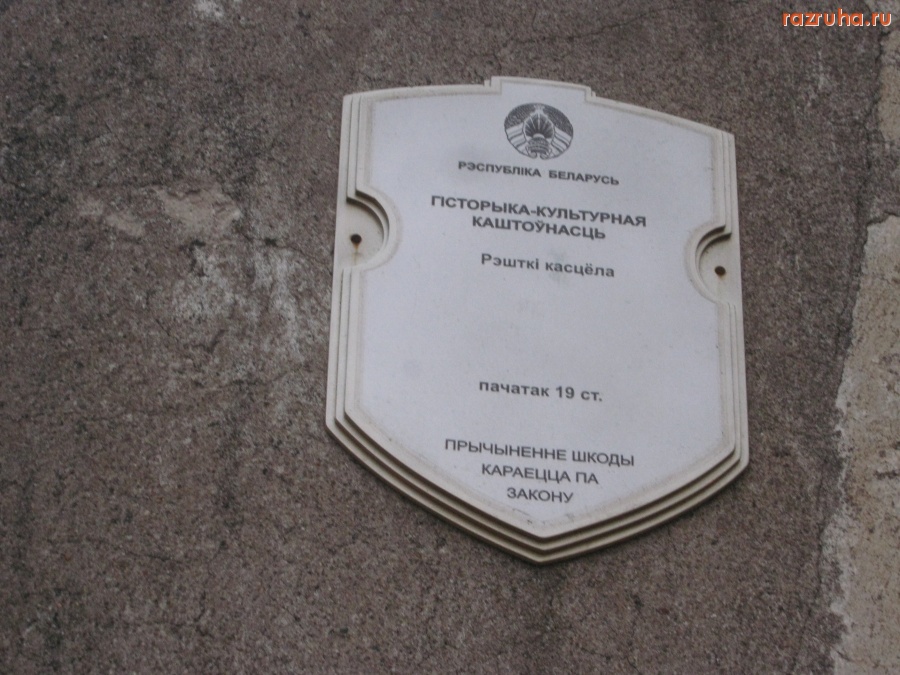 razruha.ru
РЭСПУБЛІКА БЕЛАРУСЬ
ГІСТОРЫКА-КУЛЬТУРНАЯ
КАШТОЎНАСЦЬ
Рэшткі касцёла
пачатак 19 ст.
ПРЫЧЫНЕННЕ ШКОДЫ
КАРАЕЦЦА ПА
ЗАКОНУ